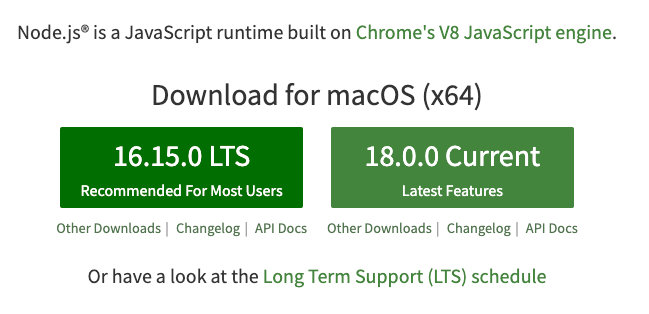 Node.js® is a JavaScript runtime built on Chrome's V8 JavaScript engine.
Download for macOS (x64)
16.15.0 LTS
Recommended For Most Users
18.0.0 Current
Latest Features
Other Downloads | Changelog | API Docs
Other Downloads | Changelog | API Docs
Or have a look at the Long Term Support (LTS) schedule